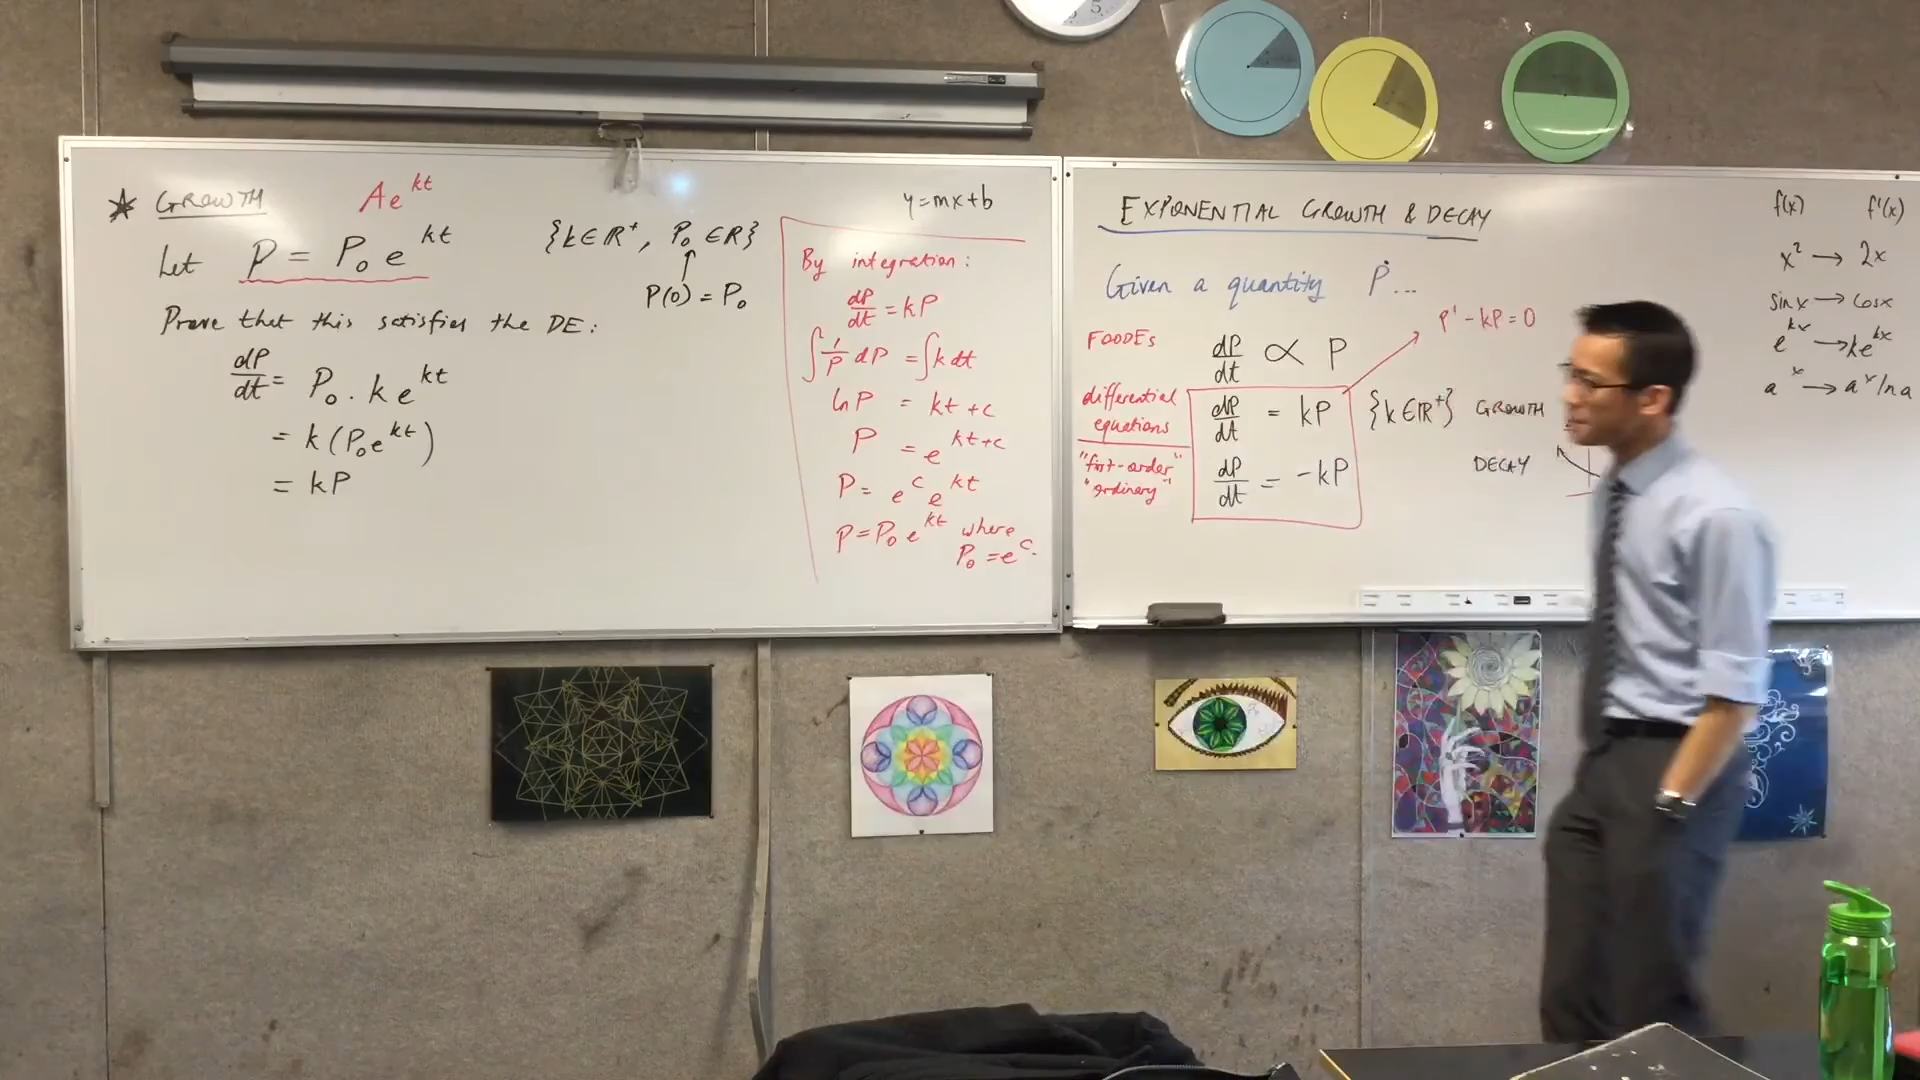 ★ GROWTH
Ae^{kt}
Let P = P₀e^{kt}
{k∈ℝ⁺, P₀∈ℝ}
↑
P(0) = P₀
Prove that this satisfies the DE:
dP/dt = P₀ . ke^{kt}
= k(P₀e^{kt})
= kP
y=mx+b
By integration:
dP/dt = kP
∫ 1/P dP = ∫ k dt
ln P = kt + c
P = e^{kt+c}
P = e^c e^{kt}
P = P₀e^{kt} where
P₀ = e^c.
EXPONENTIAL GROWTH & DECAY
Given a quantity P...
FOODEs
differential
equations
"first-order"
"ordinary"
dP/dt ∝ P
dP/dt = kP {k∈ℝ⁺} GROWTH
dP/dt = -kP DECAY
P' - kP = 0
f(x) f'(x)
x² → 2x
sin x → cos x
e^{kx} → ke^{kx}
a^x → a^x ln a